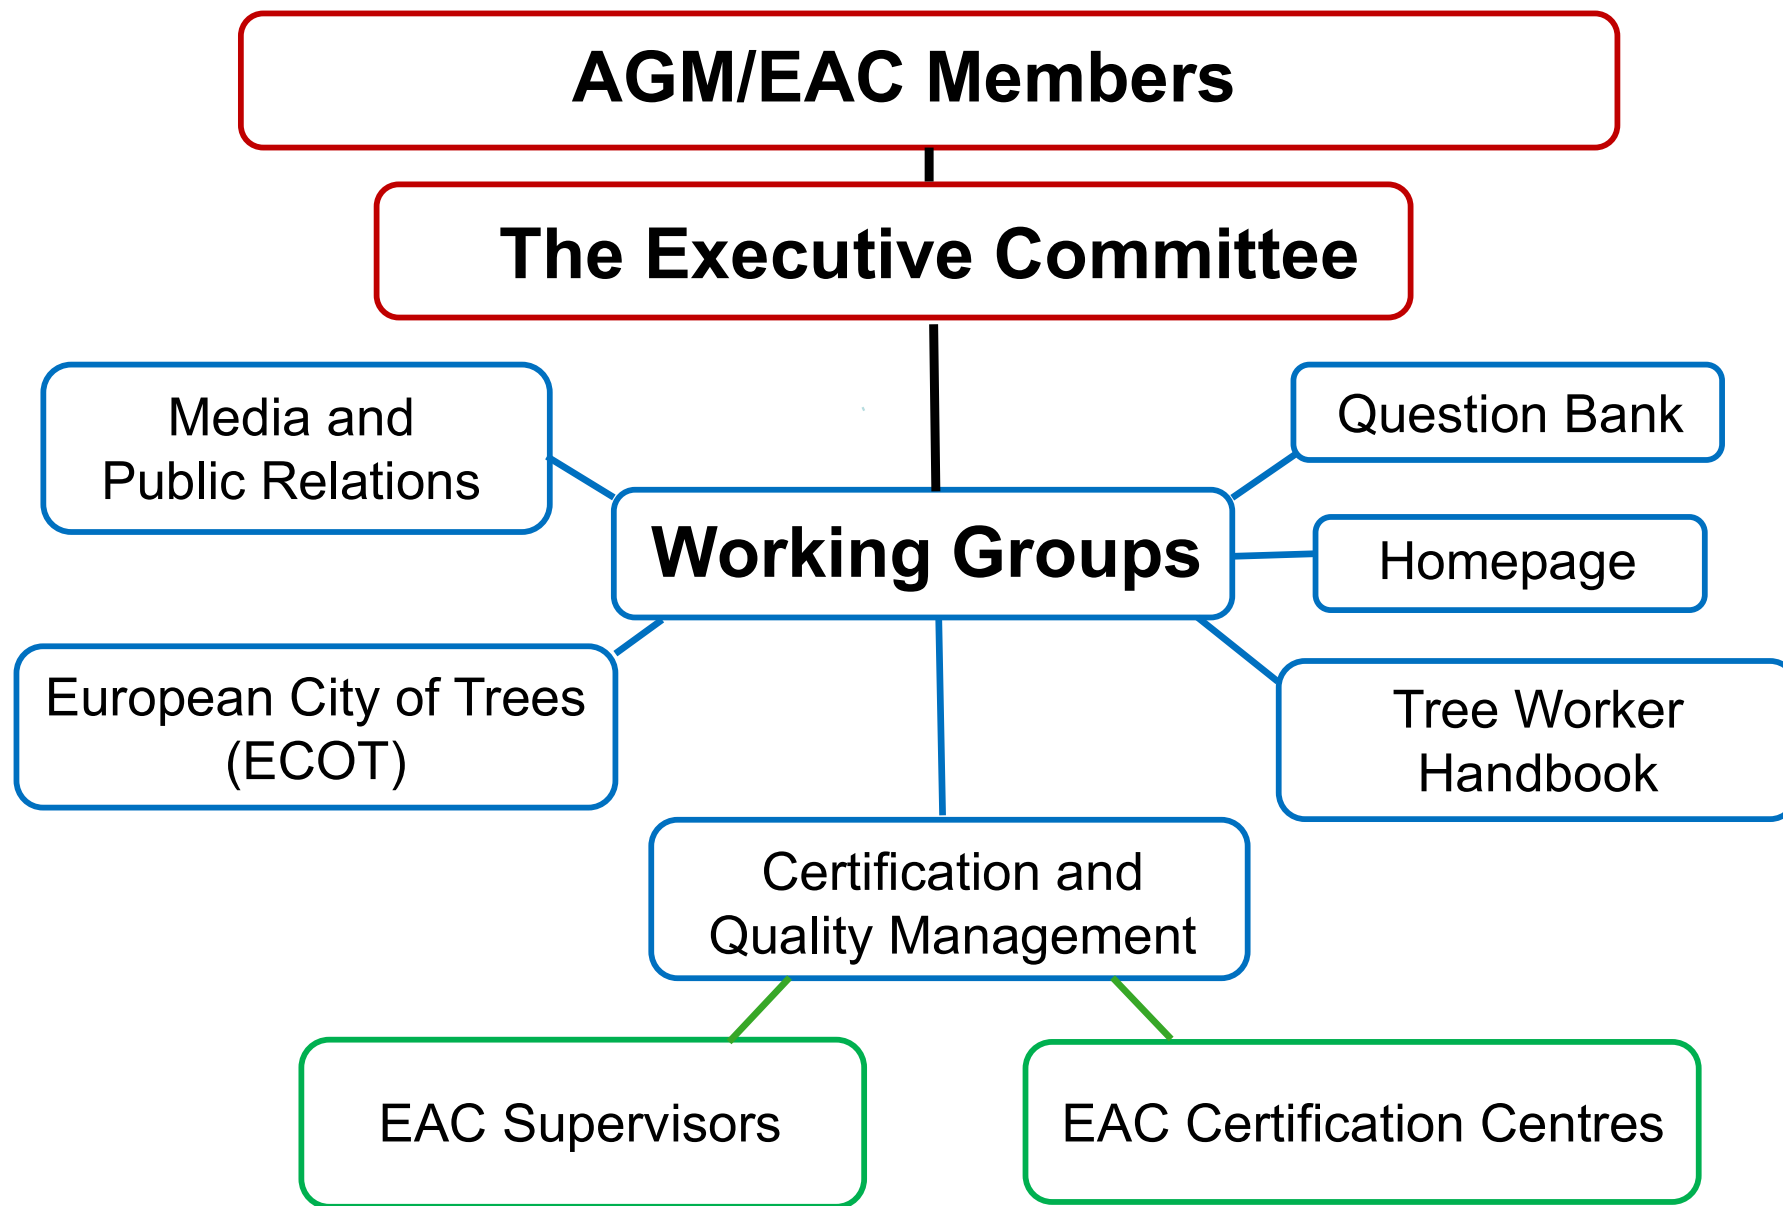 AGM/EAC Members
The Executive Committee
Media and
Public Relations
Question Bank
Working Groups
Homepage
European City of Trees
(ECOT)
Tree Worker
Handbook
Certification and
Quality Management
EAC Supervisors
EAC Certification Centres